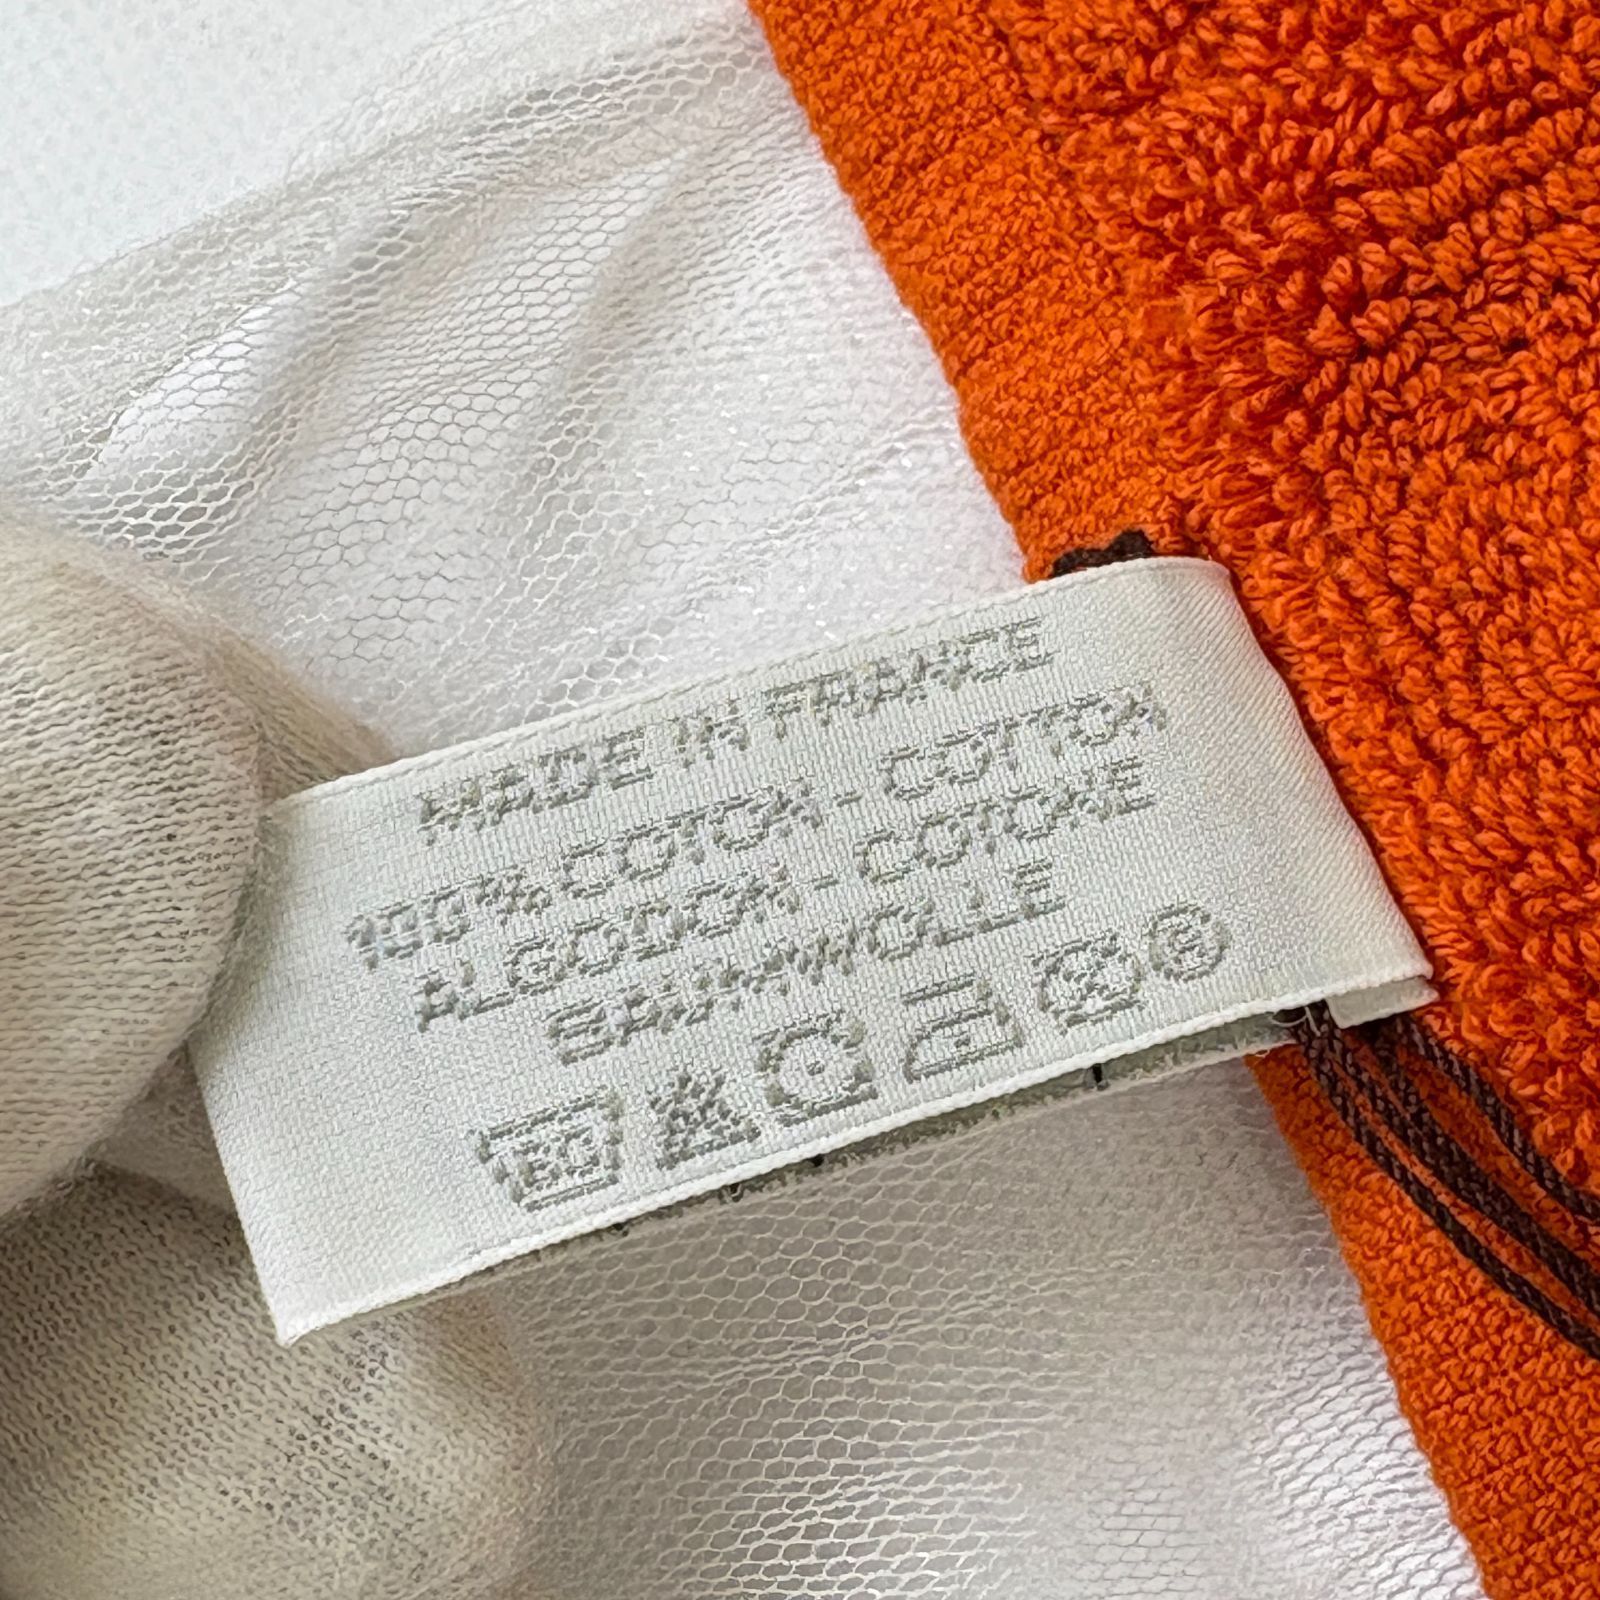 MADE IN FRANCE
100% COTON - COTTON
ALGODON - COTONE
BAUMWOLLE